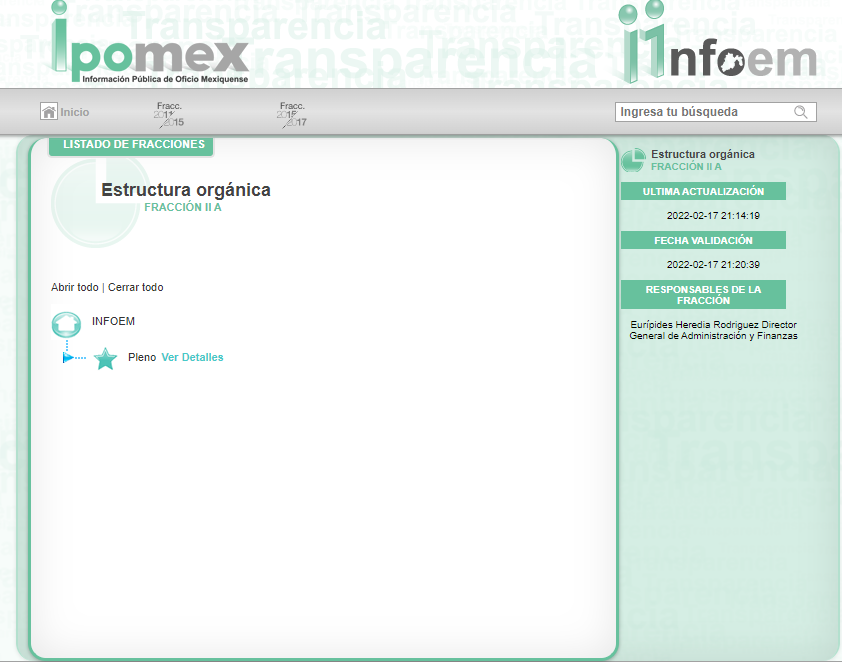 ipomex
Información Pública de Oficio Mexiquense
infoem
Inicio
Fracc.
2014
2015
Fracc.
2017
Ingresa tu búsqueda
LISTADO DE FRACCIONES
Estructura orgánica
FRACCIÓN II A
Abrir todo | Cerrar todo
INFOEM
Pleno Ver Detalles
Estructura orgánica
FRACCIÓN II A
ULTIMA ACTUALIZACIÓN
2022-02-17 21:14:19
FECHA VALIDACIÓN
2022-02-17 21:20:39
RESPONSABLES DE LA
FRACCIÓN
Eurípides Heredia Rodriguez Director
General de Administración y Finanzas
Transparencia